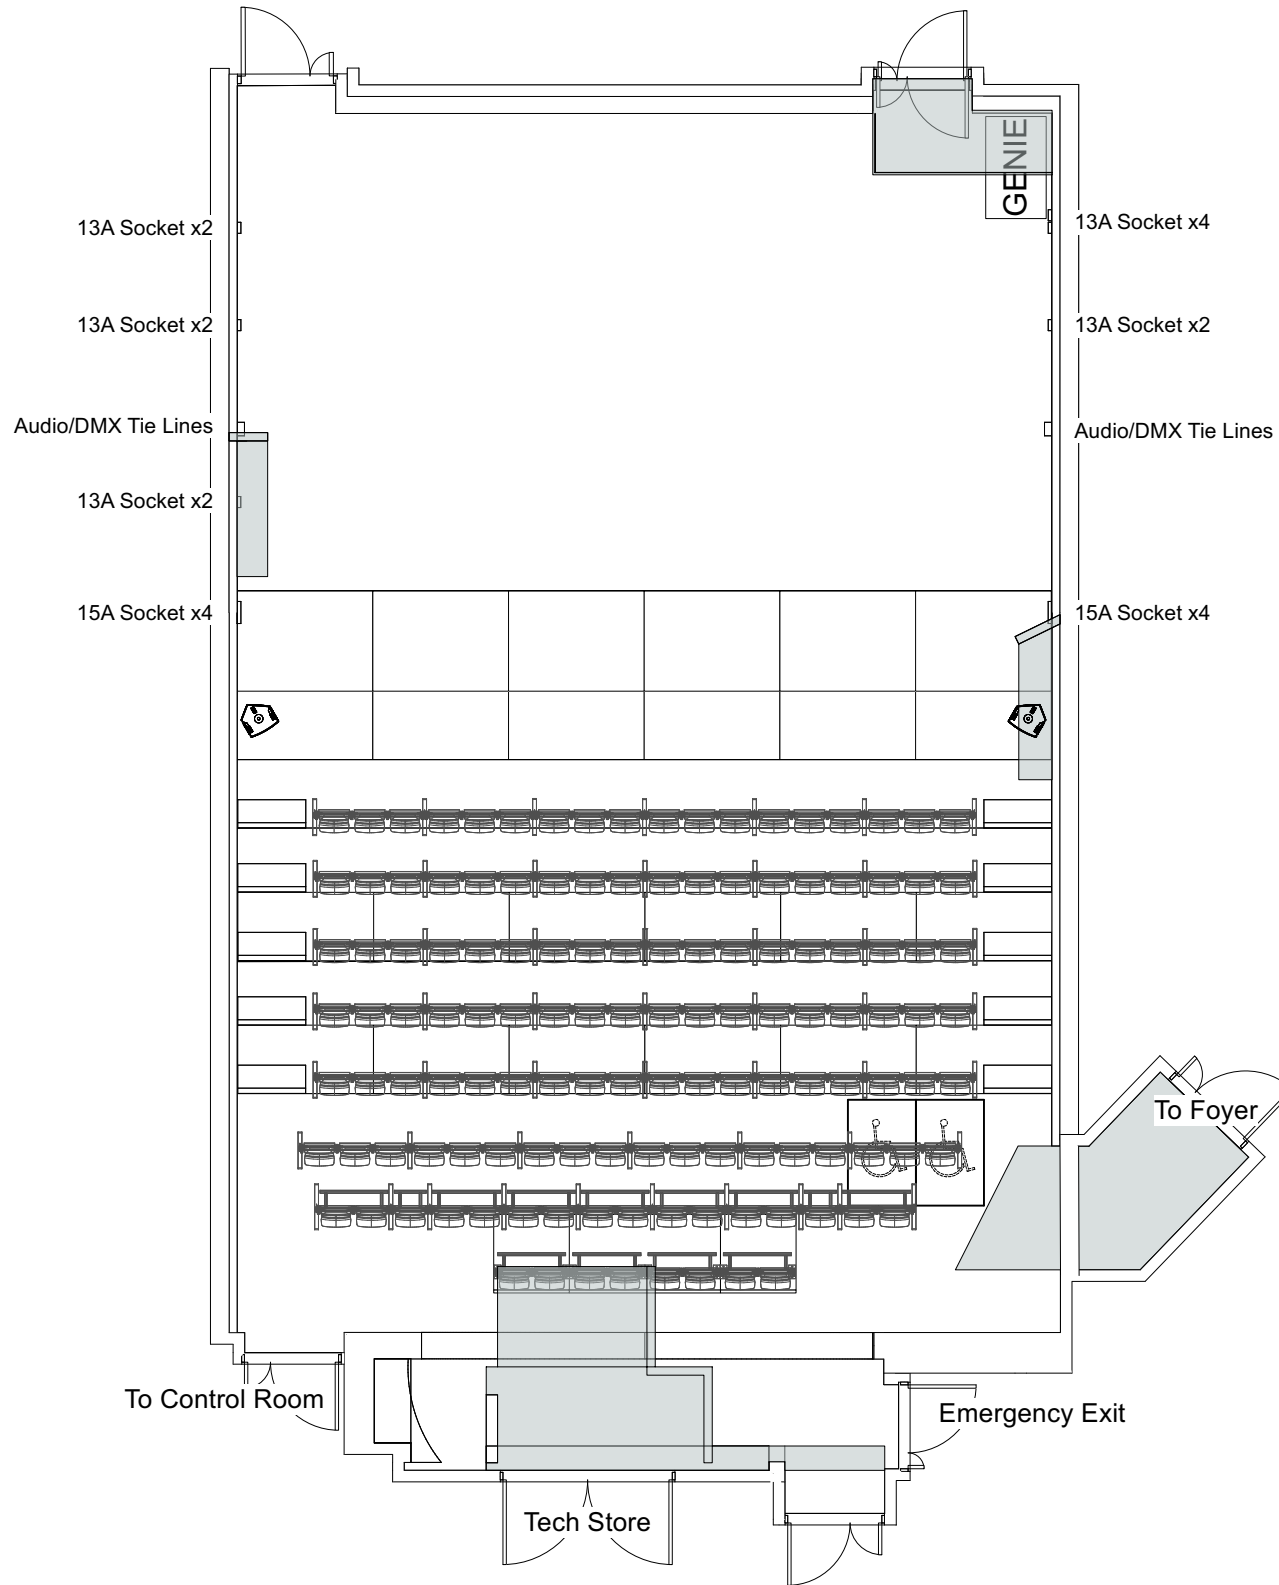 GENIE
13A Socket x2
13A Socket x4
13A Socket x2
13A Socket x2
Audio/DMX Tie Lines
Audio/DMX Tie Lines
13A Socket x2
15A Socket x4
15A Socket x4
To Foyer
To Control Room
Emergency Exit
Tech Store